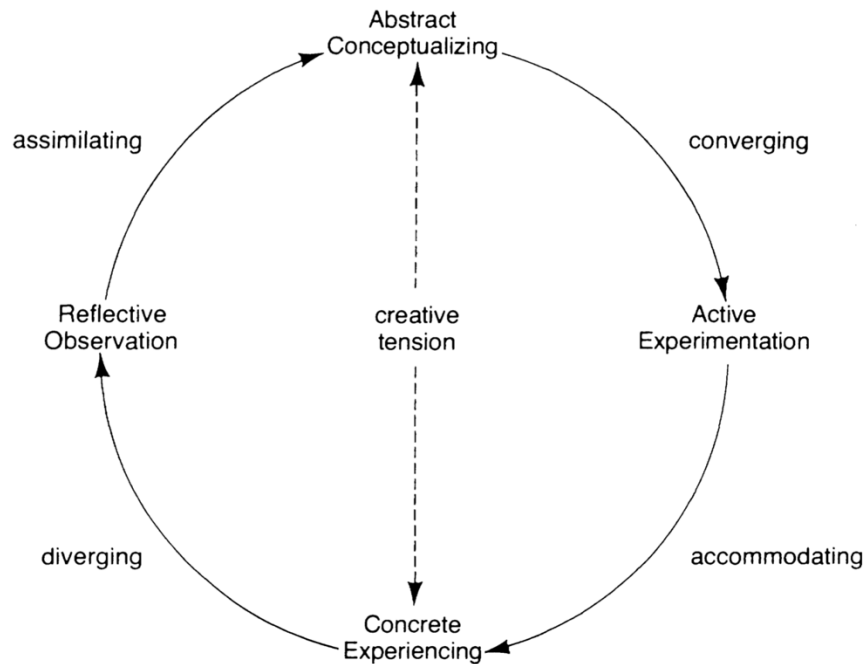 Abstract
Conceptualizing
assimilating
converging
Reflective
Observation
creative
tension
Active
Experimentation
diverging
accommodating
Concrete
Experiencing